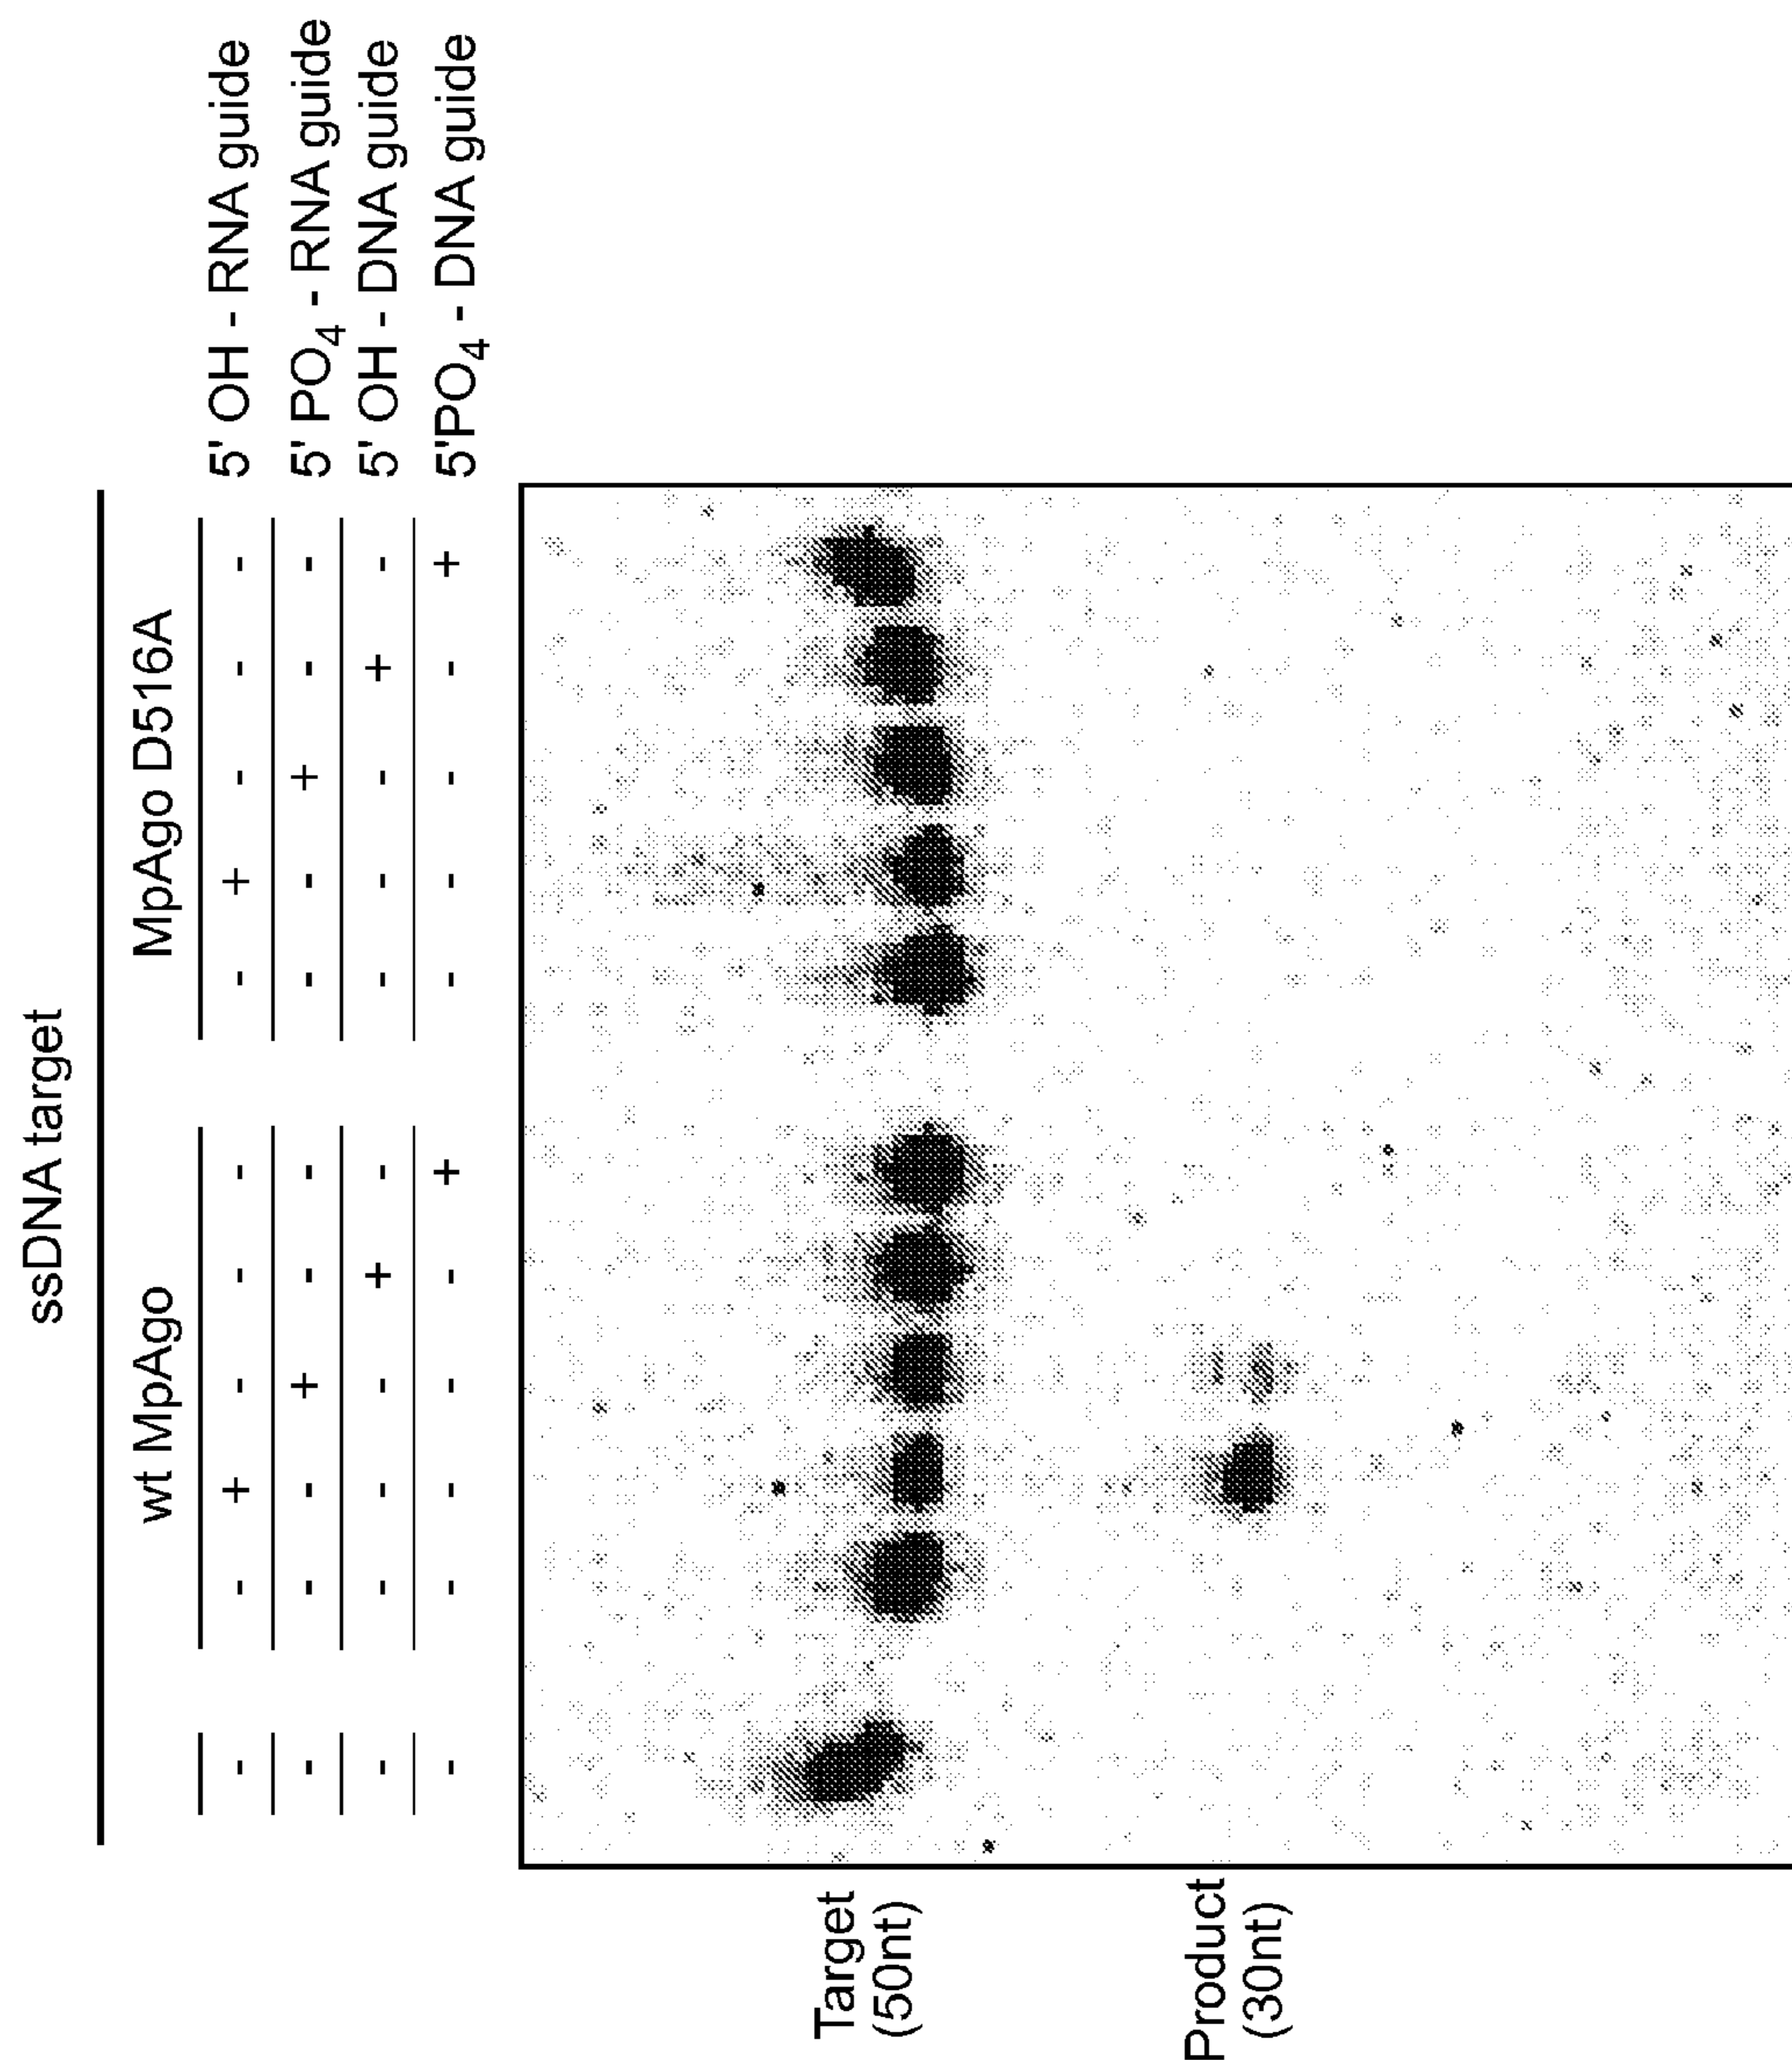 ssDNA target
wt MpAgo MpAgo D516A
- - + - - - - + - - - 5' OH - RNA guide
- - - + - - - - + - - 5' PO4 - RNA guide
- - - - + - - - - + - 5' OH - DNA guide
- - - - - + - - - - + 5'PO4 - DNA guide
Target
(50nt)
Product
(30nt)